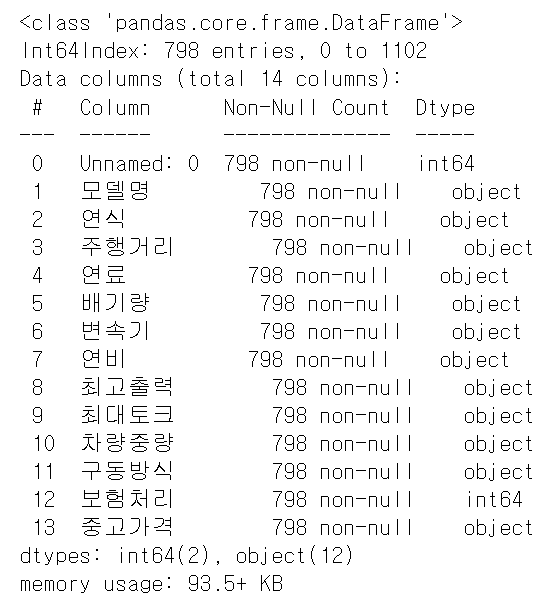 <class 'pandas.core.frame.DataFrame'>
Int64Index: 798 entries, 0 to 1102
Data columns (total 14 columns):
#   Column   Non-Null Count   Dtype
---  ------  --------------  -----
0   Unnamed: 0   798 non-null   int64
1   모델명   798 non-null   object
2   연식   798 non-null   object
3   주행거리   798 non-null   object
4   연료   798 non-null   object
5   배기량   798 non-null   object
6   변속기   798 non-null   object
7   연비   798 non-null   object
8   최고출력   798 non-null   object
9   최대토크   798 non-null   object
10   차량중량   798 non-null   object
11   구동방식   798 non-null   object
12   보험처리   798 non-null   int64
13   중고가격   798 non-null   object
dtypes: int64(2), object(12)
memory usage: 93.5+ KB